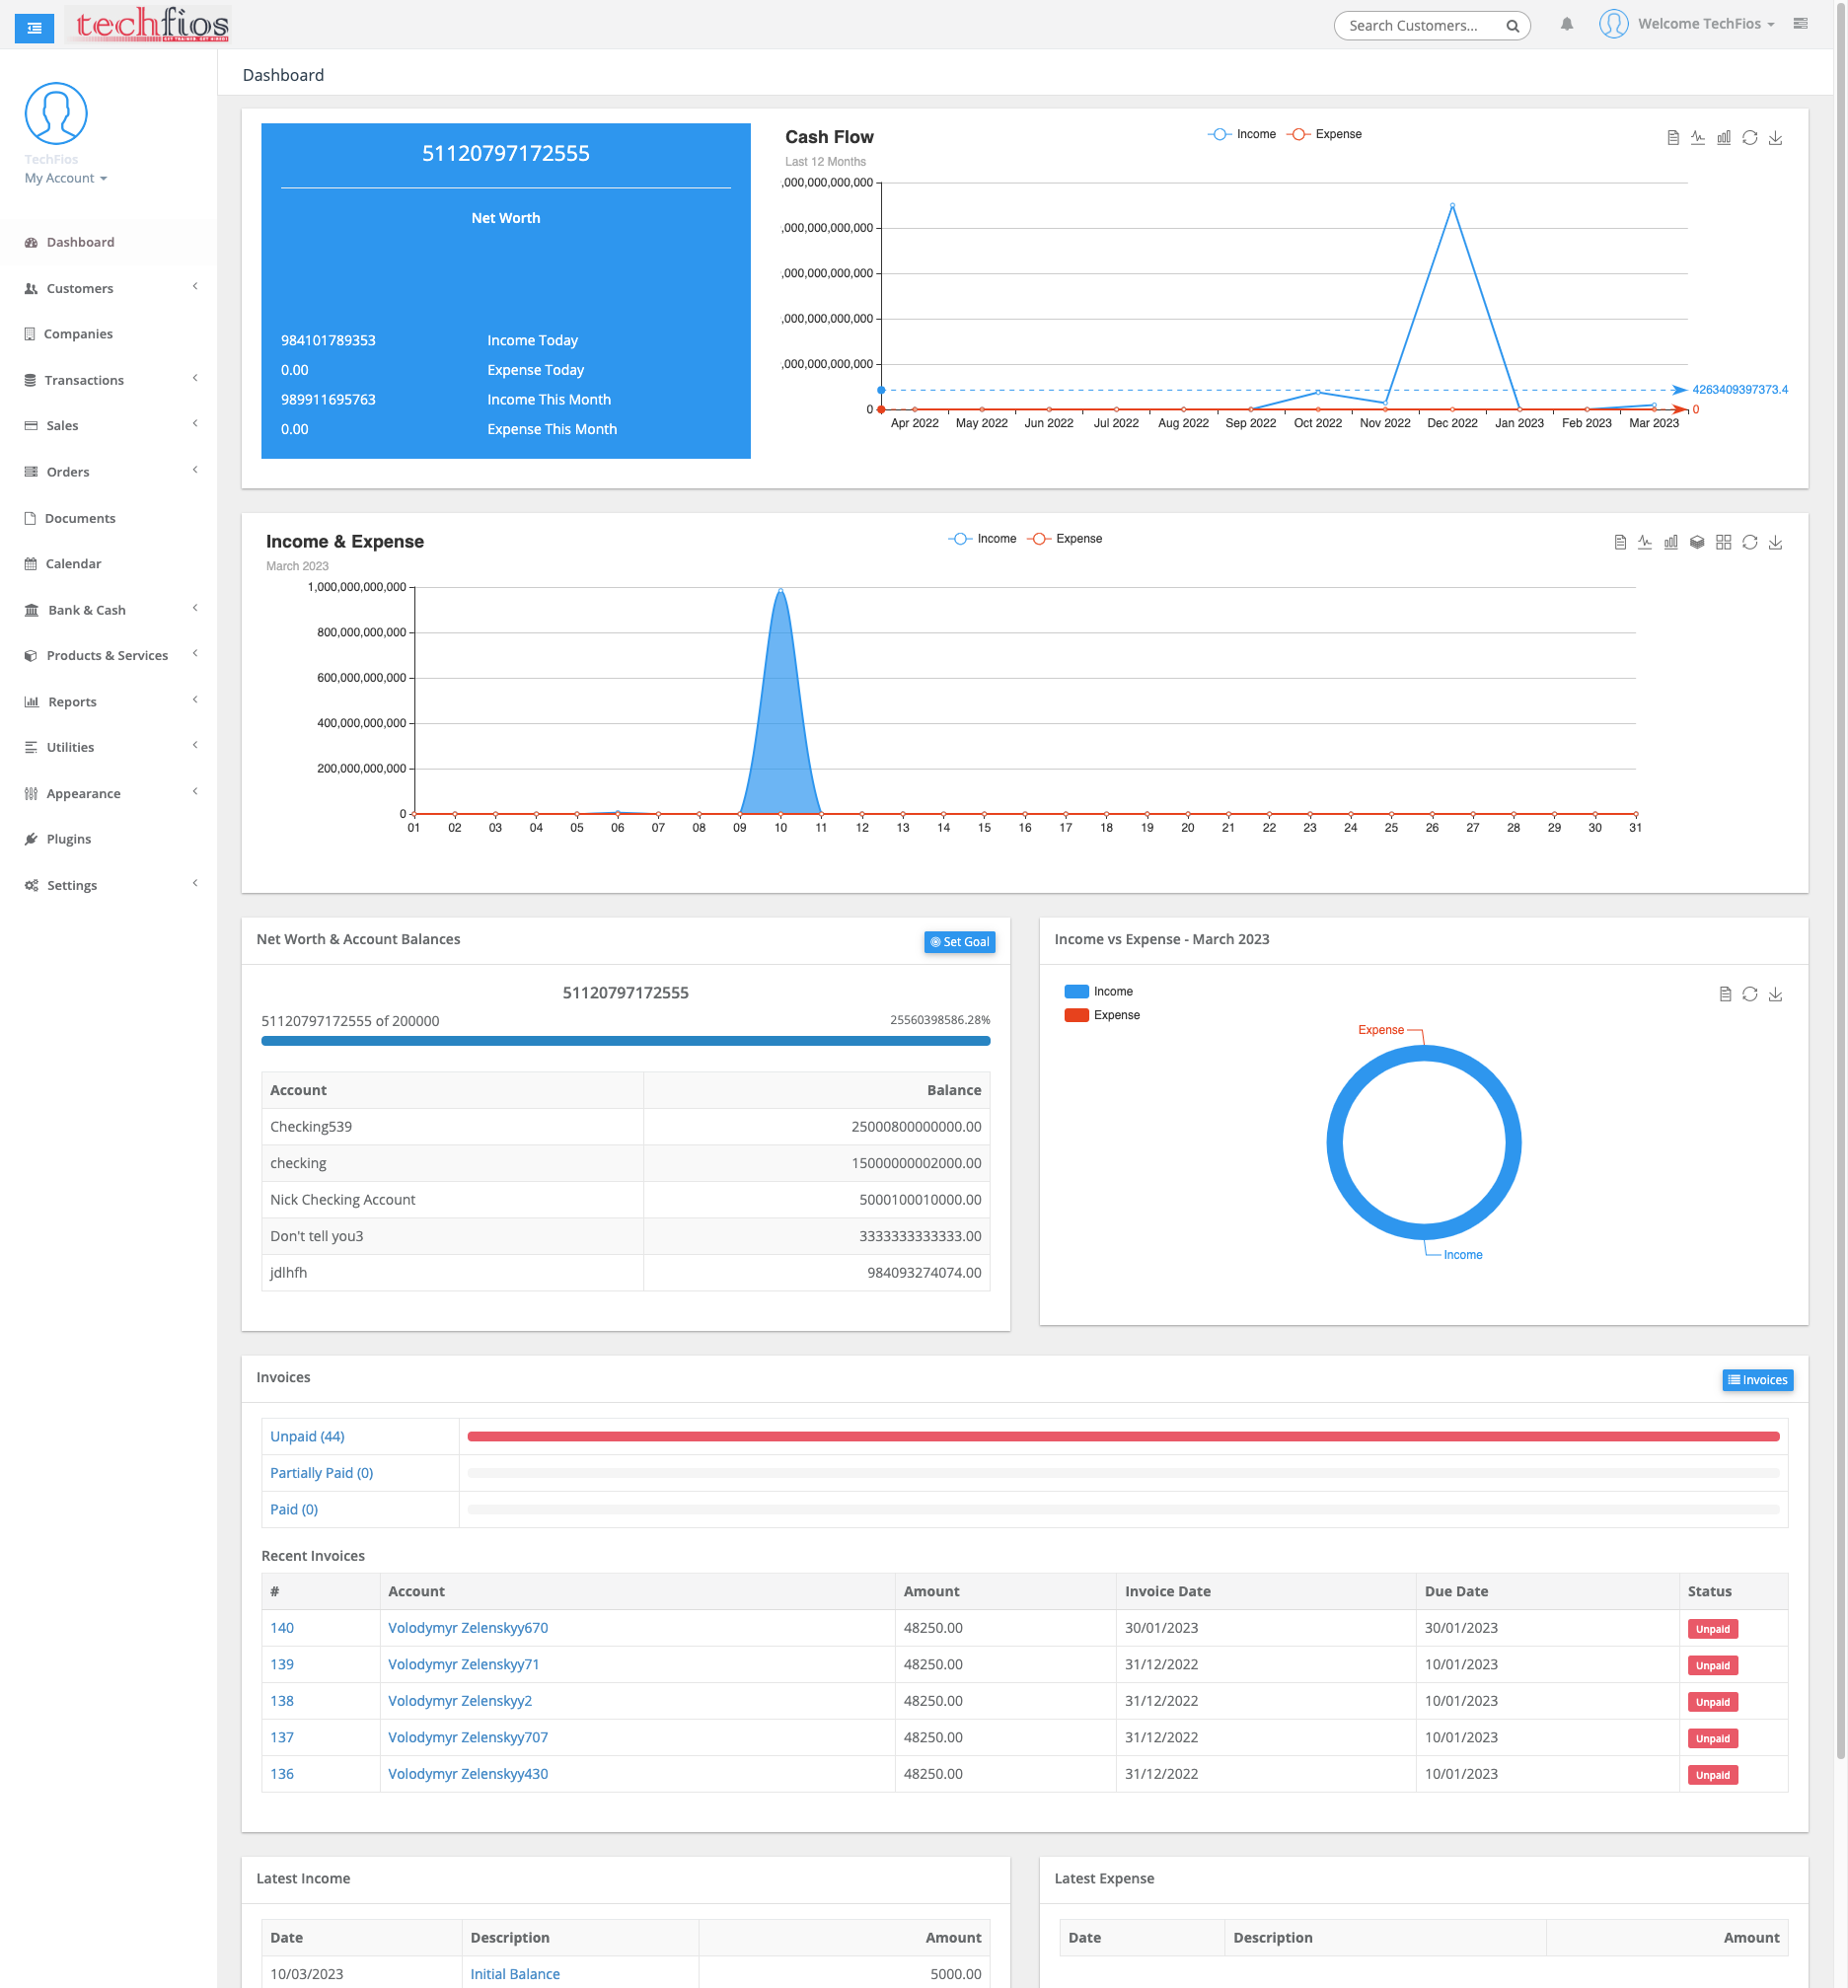 techfios
Search Customers...
Welcome TechFios
TechFios
My Account
Dashboard
Customers
Companies
Transactions
Sales
Orders
Documents
Calendar
Bank & Cash
Products & Services
Reports
Utilities
Appearance
Plugins
Settings
Dashboard
51120797172555
Net Worth
984101789353 Income Today
0.00 Expense Today
989911695763 Income This Month
0.00 Expense This Month
Cash Flow
Last 12 Months
Income Expense
,000,000,000,000
,000,000,000,000
,000,000,000,000
,000,000,000,000
,000,000,000,000
0
4263409397373.4
0
Apr 2022 May 2022 Jun 2022 Jul 2022 Aug 2022 Sep 2022 Oct 2022 Nov 2022 Dec 2022 Jan 2023 Feb 2023 Mar 2023
Income & Expense
March 2023
Income Expense
1,000,000,000,000
800,000,000,000
600,000,000,000
400,000,000,000
200,000,000,000
0
01 02 03 04 05 06 07 08 09 10 11 12 13 14 15 16 17 18 19 20 21 22 23 24 25 26 27 28 29 30 31
Net Worth & Account Balances
Set Goal
51120797172555
51120797172555 of 200000 25560398586.28%
Account Balance
Checking539 25000800000000.00
checking 15000000002000.00
Nick Checking Account 5000100010000.00
Don't tell you3 3333333333333.00
jdlhfh 984093274074.00
Income vs Expense - March 2023
Income
Expense
Expense
Income
Invoices
Invoices
Unpaid (44)
Partially Paid (0)
Paid (0)
Recent Invoices
# Account Amount Invoice Date Due Date Status
140 Volodymyr Zelenskyy670 48250.00 30/01/2023 30/01/2023 Unpaid
139 Volodymyr Zelenskyy71 48250.00 31/12/2022 10/01/2023 Unpaid
138 Volodymyr Zelenskyy2 48250.00 31/12/2022 10/01/2023 Unpaid
137 Volodymyr Zelenskyy707 48250.00 31/12/2022 10/01/2023 Unpaid
136 Volodymyr Zelenskyy430 48250.00 31/12/2022 10/01/2023 Unpaid
Latest Income
Date Description Amount
10/03/2023 Initial Balance 5000.00
Latest Expense
Date Description Amount